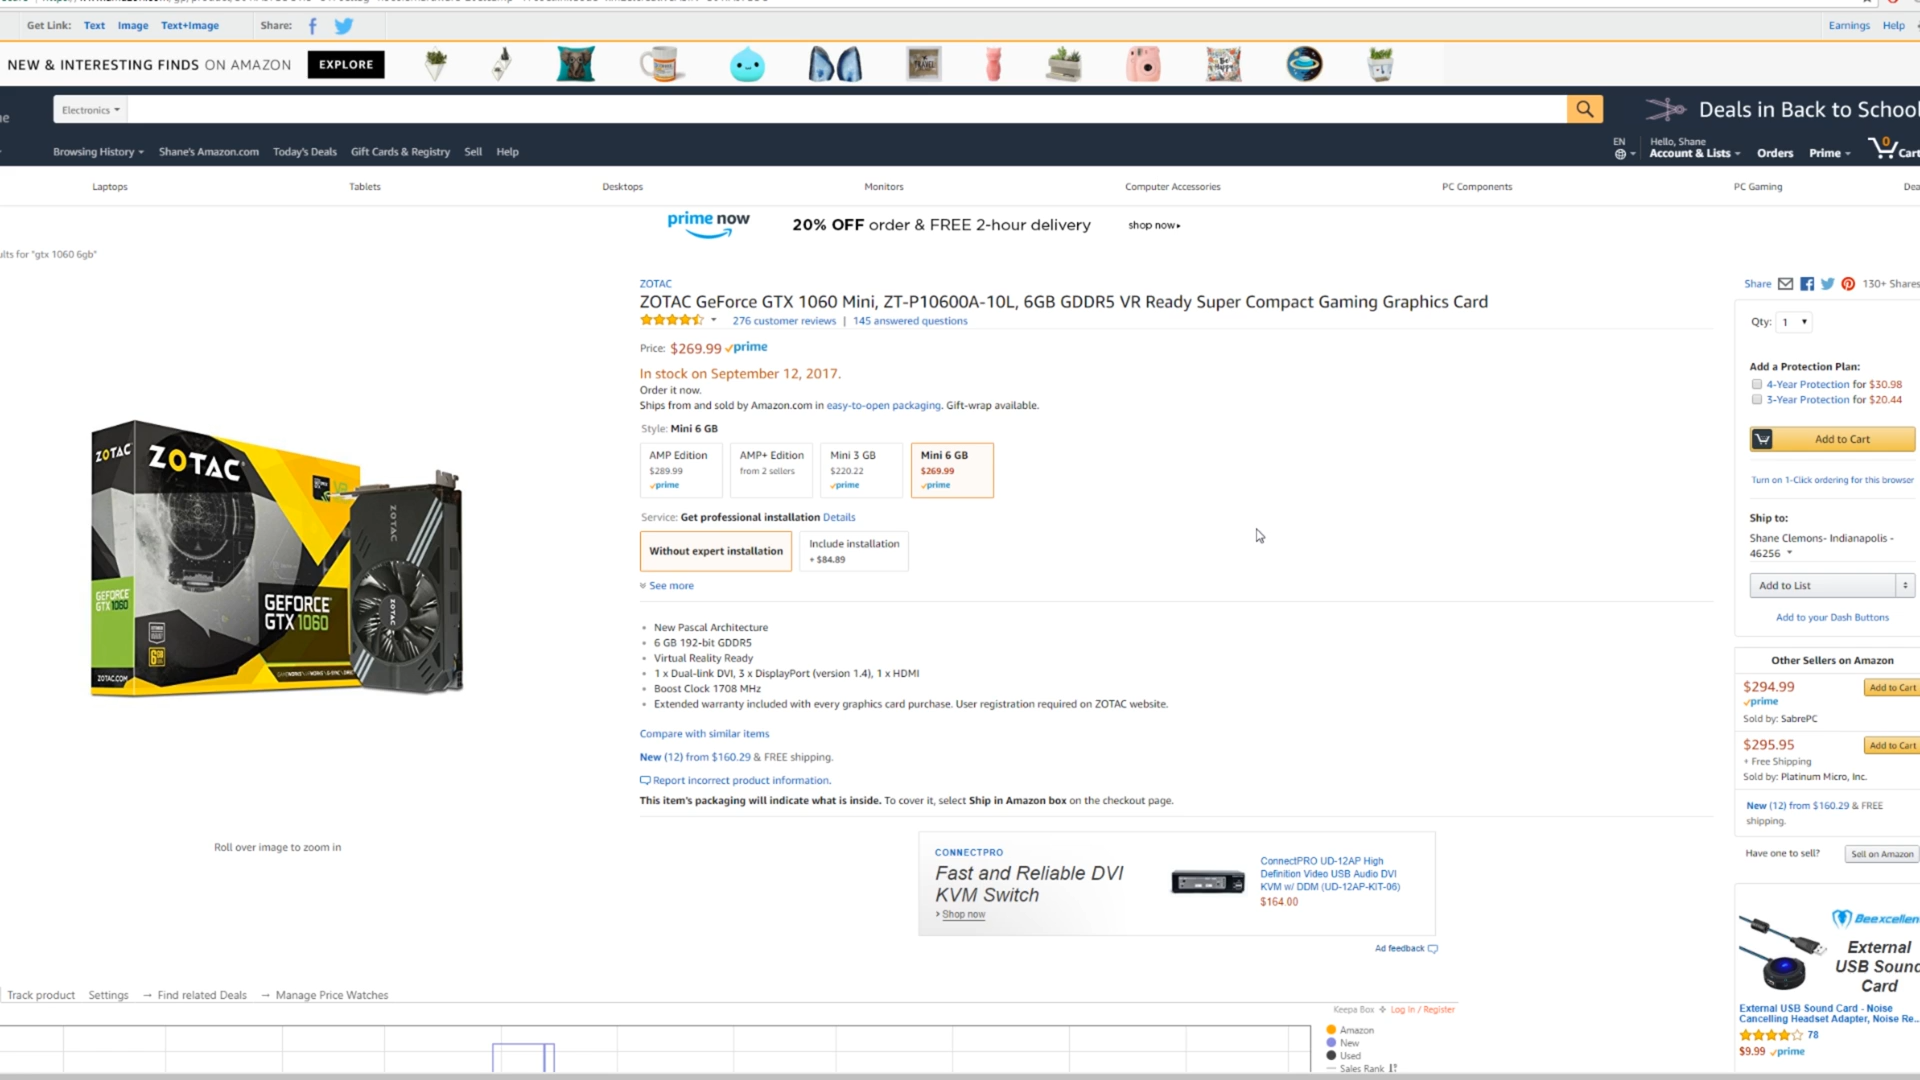 Get Link: Text Image Text+Image Share:
Earnings Help
NEW & INTERESTING FINDS ON AMAZON EXPLORE
Electronics
Deals in Back to School
Browsing History Shane's Amazon.com Today's Deals Gift Cards & Registry Sell Help
EN
Hello, Shane
Account & Lists Orders Prime 0 Cart
Laptops Tablets Desktops Monitors Computer Accessories PC Components PC Gaming
prime now 20% OFF order & FREE 2-hour delivery shop now
"gtx 1060 6gb"
ZOTAC
ZOTAC GeForce GTX 1060 Mini, ZT-P10600A-10L, 6GB GDDR5 VR Ready Super Compact Gaming Graphics Card
276 customer reviews | 145 answered questions
Price: $269.99 prime
In stock on September 12, 2017.
Order it now.
Ships from and sold by Amazon.com in easy-to-open packaging. Gift-wrap available.
Style: Mini 6 GB
AMP Edition
$289.99
prime
AMP+ Edition
from 2 sellers
Mini 3 GB
$220.22
prime
Mini 6 GB
$269.99
prime
Service: Get professional installation Details
Without expert installation
Include installation
+ $84.89
See more
New Pascal Architecture
6 GB 192-bit GDDR5
Virtual Reality Ready
1 x Dual-link DVI, 3 x DisplayPort (version 1.4), 1 x HDMI
Boost Clock 1708 MHz
Extended warranty included with every graphics card purchase. User registration required on ZOTAC website.
Compare with similar items
New (12) from $160.29 & FREE shipping.
Report incorrect product information.
This item's packaging will indicate what is inside. To cover it, select Ship in Amazon box on the checkout page.
ZOTAC
ZOTAC
ZOTAC
ZOTAC
GEFORCE
GTX 1060
GEFORCE
GTX 1060
6GB
ZOTAC.COM
Roll over image to zoom in
CONNECTPRO
Fast and Reliable DVI
KVM Switch
Shop now
ConnectPRO UD-12AP High
Definition Video USB Audio DVI
KVM w/ DDM (UD-12AP-KIT-06)
$164.00
Ad feedback
Share 130+ Shares
Qty: 1
Add a Protection Plan:
4-Year Protection for $30.98
3-Year Protection for $20.44
Add to Cart
Turn on 1-Click ordering for this browser
Ship to:
Shane Clemons- Indianapolis -
46256
Add to List
Add to your Dash Buttons
Other Sellers on Amazon
$294.99 Add to Cart
prime
Sold by: SabrePC
$295.95 Add to Cart
+ Free Shipping
Sold by: Platinum Micro, Inc.
New (12) from $160.29 & FREE
shipping.
Have one to sell? Sell on Amazon
Beexcellen
External
USB Sound
Card
External USB Sound Card - Noise
Cancelling Headset Adapter, Noise Re...
78
$9.99 prime
Track product Settings → Find related Deals → Manage Price Watches
Keepa Box Log In / Register
Amazon
New
Used
Sales Rank